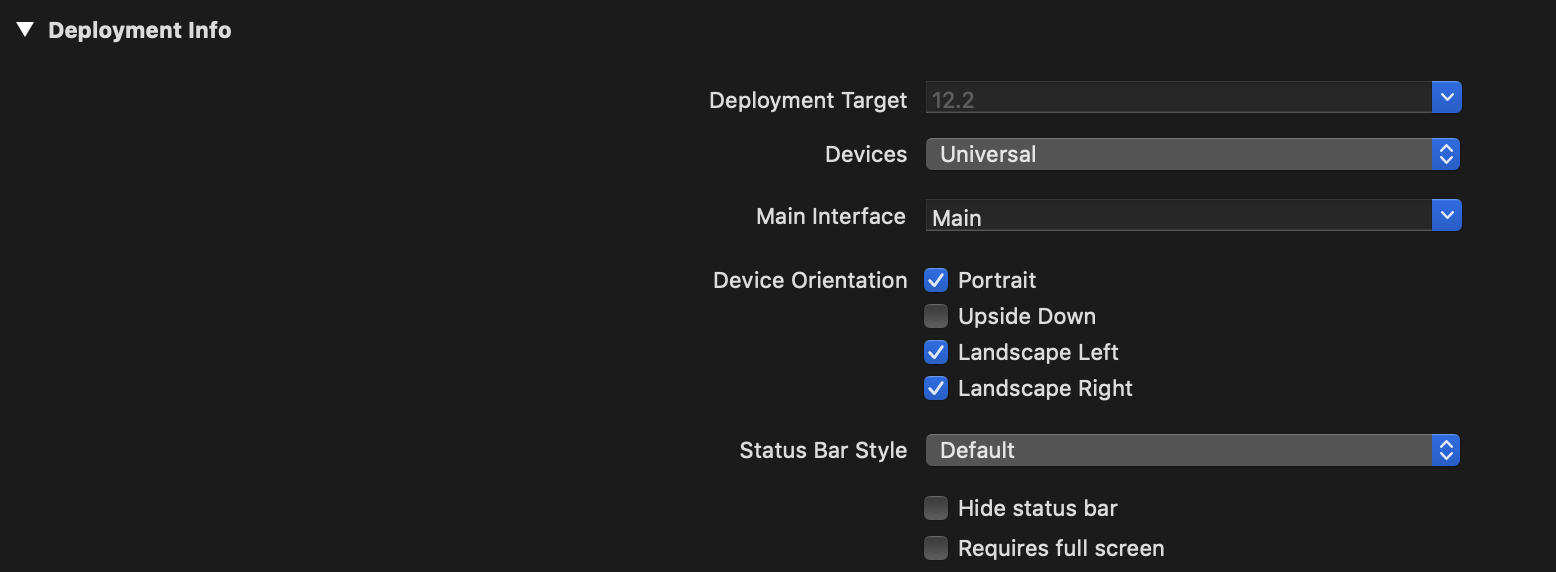 Deployment Info
Deployment Target 12.2
Devices Universal
Main Interface Main
Device Orientation Portrait
Upside Down
Landscape Left
Landscape Right
Status Bar Style Default
Hide status bar
Requires full screen